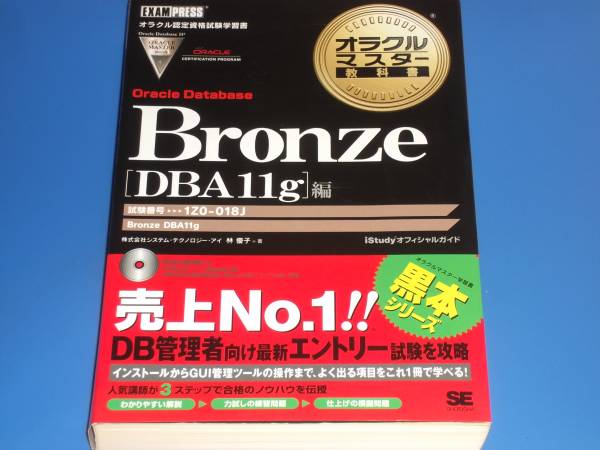 EXAMPRESS
オラクル認定資格試験学習書
Oracle Database 11g
ORACLE
MASTER
ORACLE
CERTIFICATION PROGRAM
オラクル
マスター
教科書
Oracle Database
Bronze
[DBA11g]編
試験番号・・・1Z0-018J
Bronze DBA11g
株式会社システム・テクノロジー・アイ 林 優子・著
iStudyオフィシャルガイド
オラクルマスター学習書
黒本
シリーズ
売上No.1!!
DB管理者向け最新エントリー試験を攻略
インストールからGUI管理ツールの操作まで、よく出る項目をこれ1冊で学べる!
人気講師が3ステップで合格のノウハウを伝授
わかりやすい解説
力試しの練習問題
仕上げの模擬問題
SE
SHOEISHA